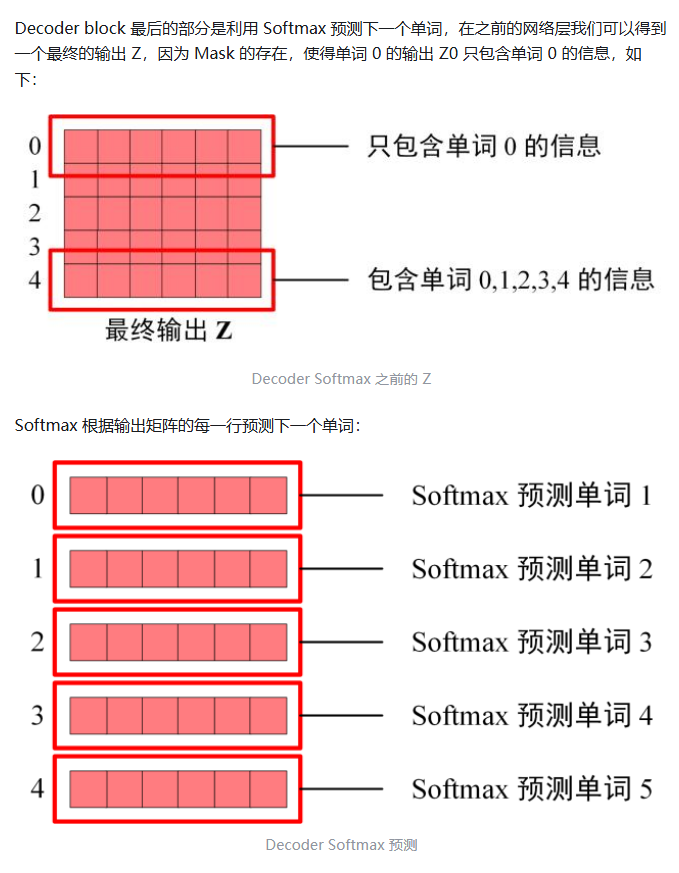 Decoder block 最后的部分是利用 Softmax 预测下一个单词，在之前的网络层我们可以得到
一个最终的输出 Z，因为 Mask 的存在，使得单词 0 的输出 Z0 只包含单词 0 的信息，如
下：
0
只包含单词 0 的信息
1
2
3
4
包含单词 0,1,2,3,4 的信息
最终输出 Z
Decoder Softmax 之前的 Z
Softmax 根据输出矩阵的每一行预测下一个单词：
0
Softmax 预测单词 1
1
Softmax 预测单词 2
2
Softmax 预测单词 3
3
Softmax 预测单词 4
4
Softmax 预测单词 5
Decoder Softmax 预测